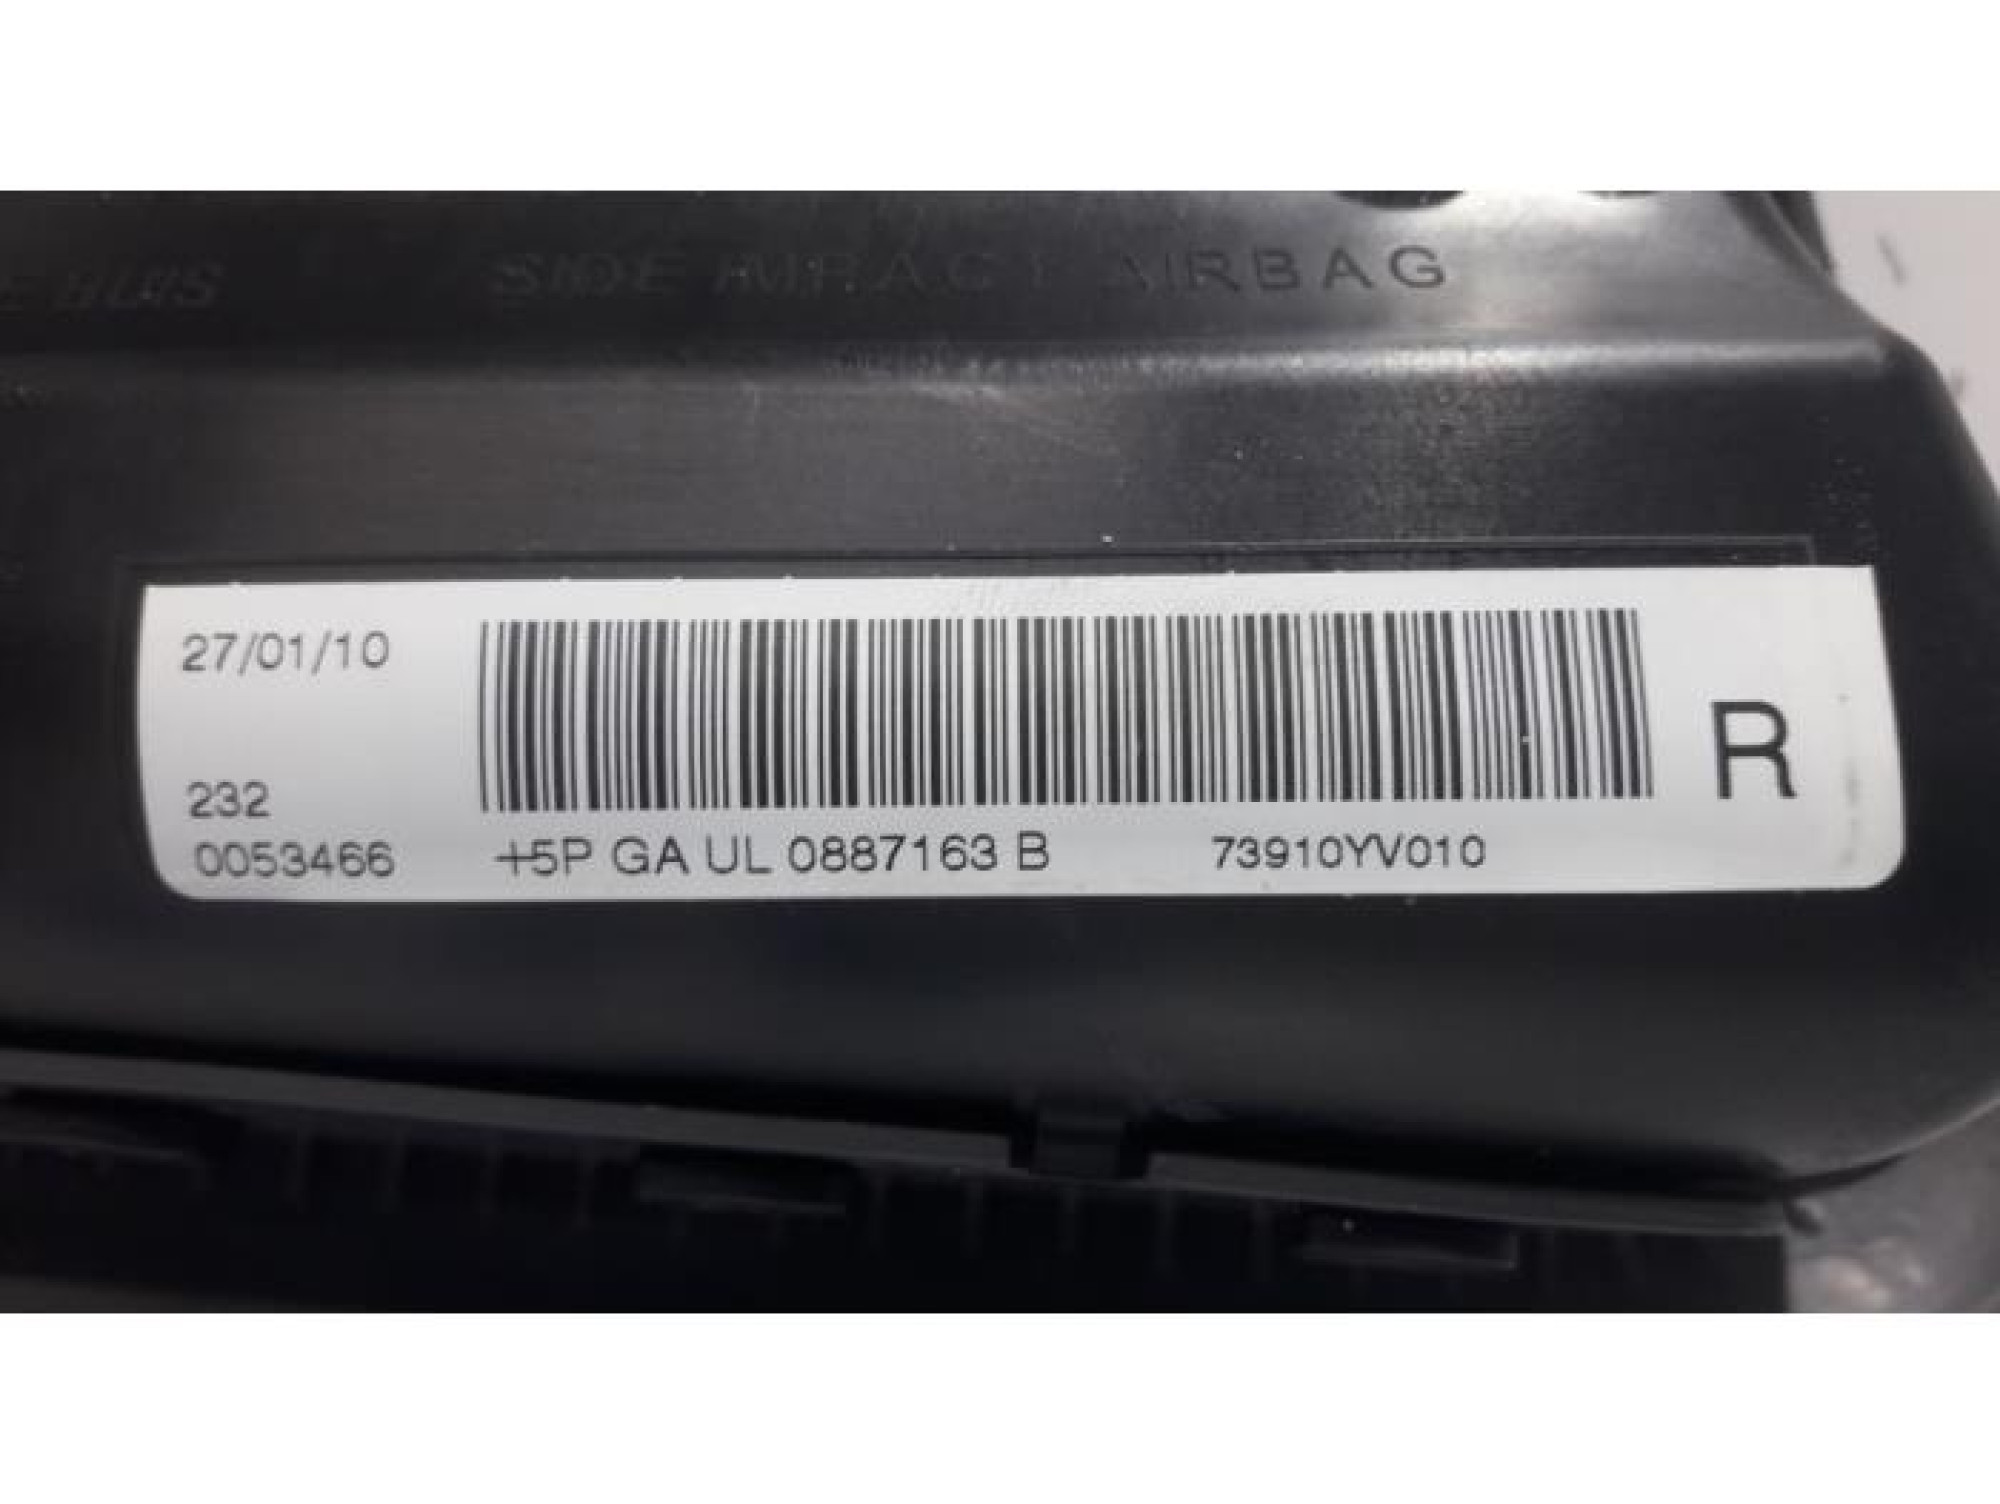 SIDE IMPACT AIRBAG
27/01/10
232
R
0053466 +5P GA UL 0887163 B 73910YV010